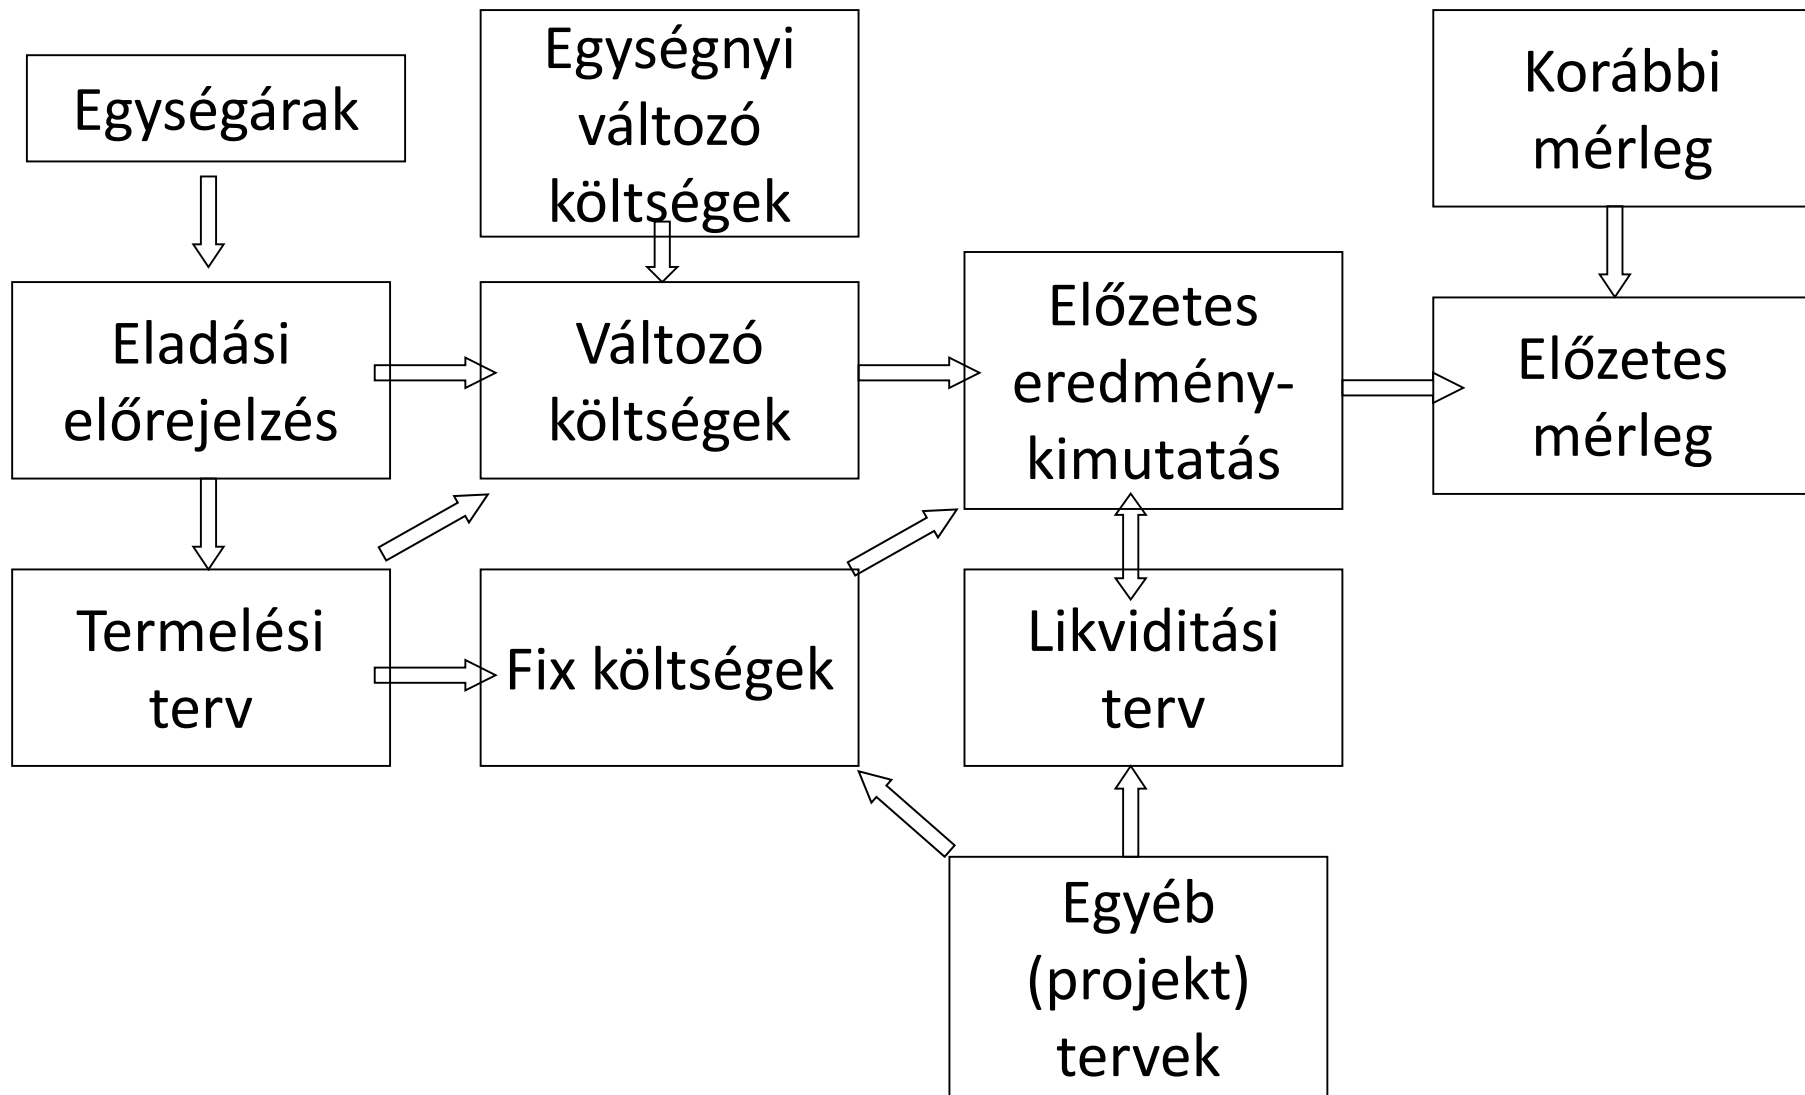 Egységárak
Egységnyi
változó
költségek
Korábbi
mérleg
Eladási
előrejelzés
Változó
költségek
Előzetes
eredmény-
kimutatás
Előzetes
mérleg
Termelési
terv
Fix költségek
Likviditási
terv
Egyéb
(projekt)
tervek